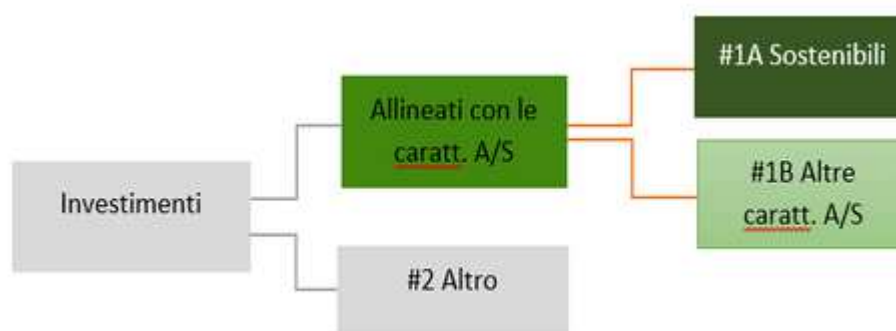 #1A Sostenibili
Allineati con le
caratt. A/S
#1B Altre
caratt. A/S
Investimenti
#2 Altro